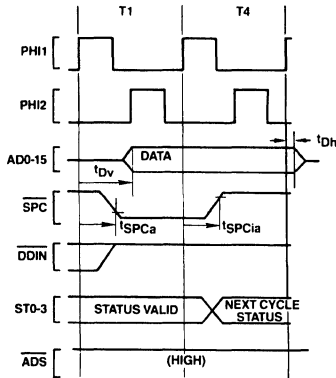 T1 T4
PHI1
PHI2
tDh
AD0-15 DATA
tDv
SPC
tSPCa tSPCia
DDIN
ST0-3 STATUS VALID NEXT CYCLE
STATUS
ADS (HIGH)